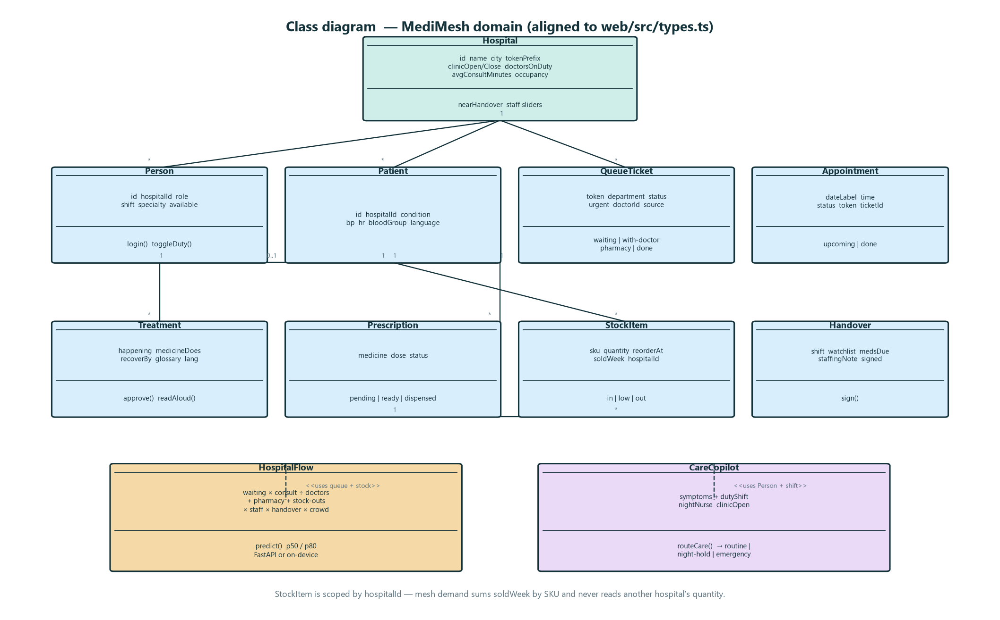 Class diagram — MediMesh domain (aligned to web/src/types.ts)
Hospital
id name city tokenPrefix
clinicOpen/Close doctorsOnDuty
avgConsultMinutes occupancy
nearHandover staff sliders
1
* * *
Person
id hospitalId role
shift specialty available
login() toggleDuty()
1
0..1
Patient
id hospitalId condition
bp hr bloodGroup language
1 1
1
QueueTicket
token department status
urgent doctorId source
waiting | with-doctor
pharmacy | done
Appointment
dateLabel time
status token ticketId
upcoming | done
* * *
Treatment
happening medicineDoes
recoverBy glossary lang
approve() readAloud()
Prescription
medicine dose status
pending | ready | dispensed
1
StockItem
sku quantity reorderAt
soldWeek hospitalId
in | low | out
*
Handover
shift watchlist medsDue
staffingNote signed
sign()
HospitalFlow
<<uses queue + stock>>
waiting × consult ÷ doctors
+ pharmacy + stock-outs
× staff × handover × crowd
predict() p50 / p80
FastAPI or on-device
CareCopilot
<<uses Person + shift>>
symptoms + dutyShift
nightNurse clinicOpen
routeCare() → routine |
night-hold | emergency
StockItem is scoped by hospitalId — mesh demand sums soldWeek by SKU and never reads another hospital's quantity.